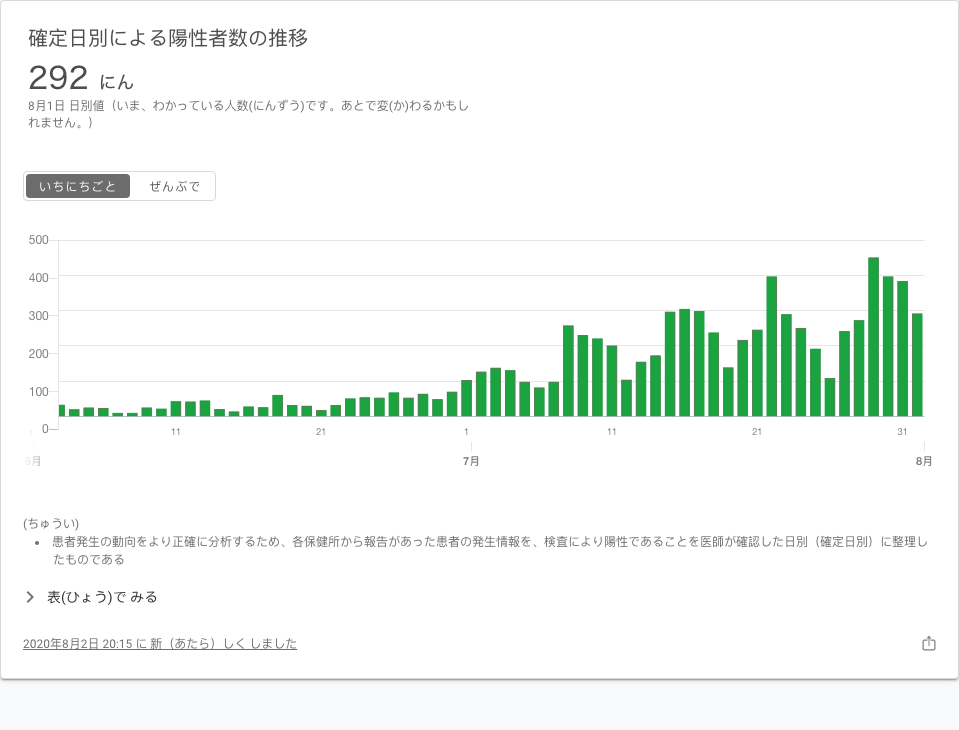 確定日別による陽性者数の推移
292 にん
8月1日 日別値（いま、わかっている人数(にんずう)です。あとで変(か)わるかもし
れません。）
いちにちごと ぜんぶで
500
400
300
200
100
0
11 21 1 11 21 31
6月 7月 8月
(ちゅうい)
• 患者発生の動向をより正確に分析するため、各保健所から報告があった患者の発生情報を、検査により陽性であることを医師が確認した日別（確定日別）に整理し
たものである
表(ひょう)で みる
2020年8月2日 20:15 に 新（あたら）しく しました